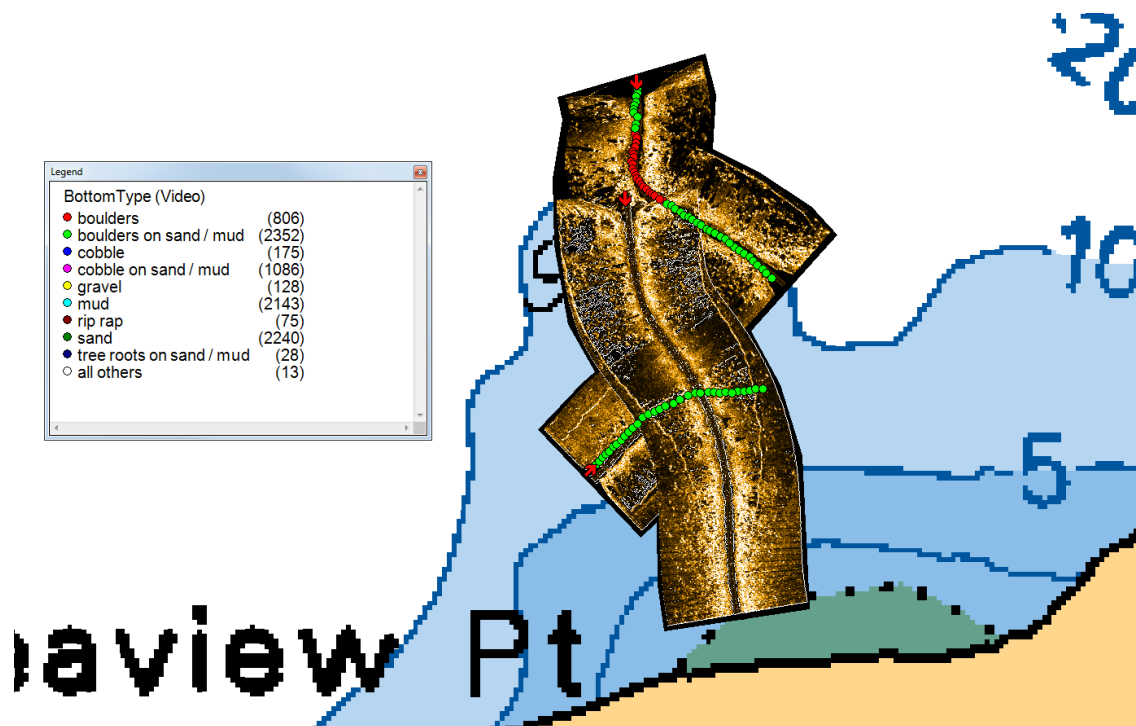 20
10
Legend
BottomType (Video)
boulders (806)
boulders on sand / mud (2352)
cobble (175)
cobble on sand / mud (1086)
gravel (128)
mud (2143)
rip rap (75)
sand (2240)
tree roots on sand / mud (28)
all others (13)
5
eaview Pt